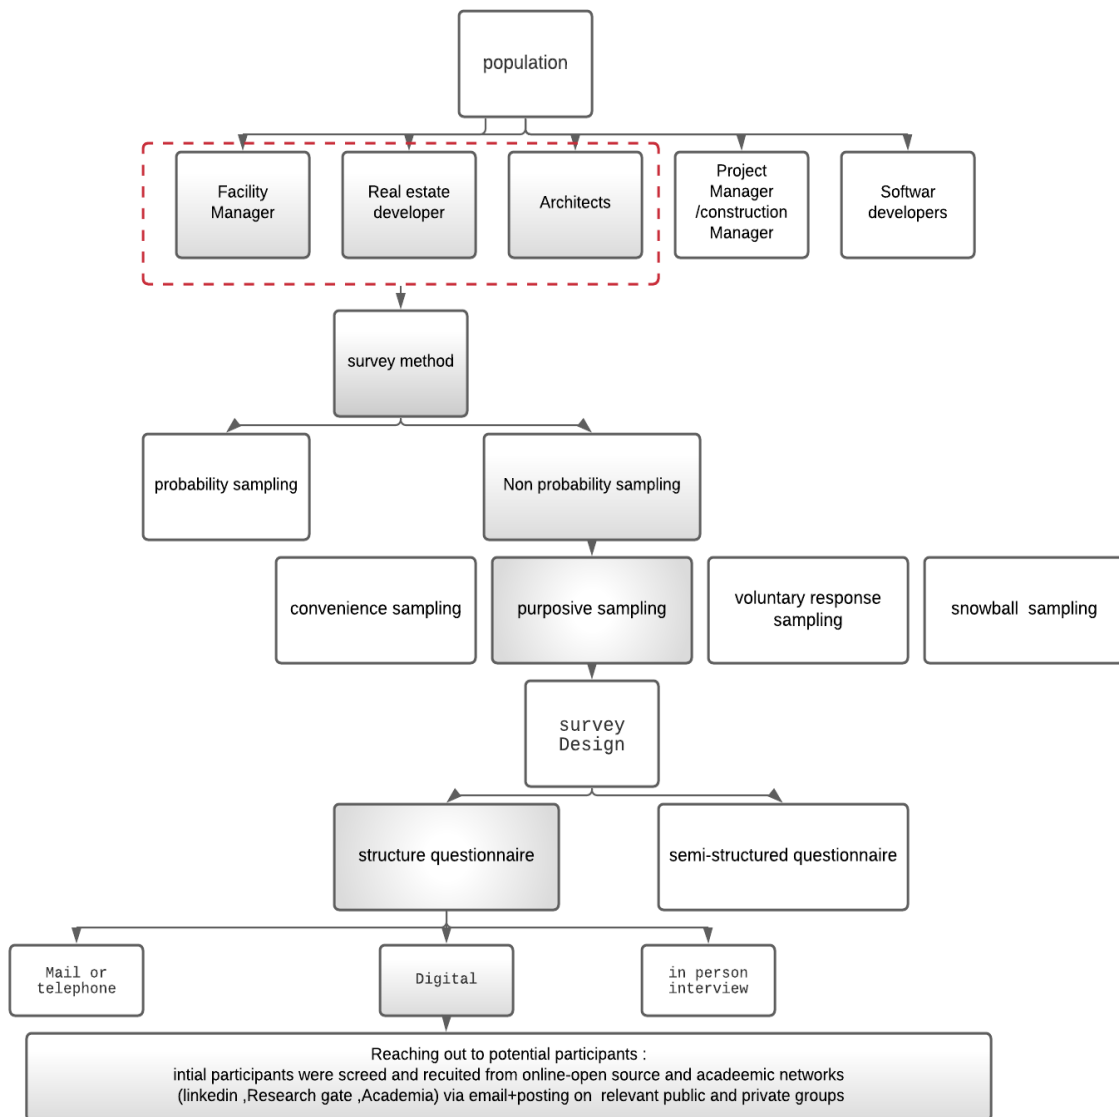 population
Facility
Manager
Real estate
developer
Architects
Project
Manager
/construction
Manager
Softwar
developers
survey method
probability sampling
Non probability sampling
convenience sampling
purposive sampling
voluntary response
sampling
snowball  sampling
survey
Design
structure questionnaire
semi-structured questionnaire
Mail or
telephone
Digital
in person
interview
Reaching out to potential participants :
intial participants were screed and recuited from online-open source and acadeemic networks
(linkedin ,Research gate ,Academia) via email+posting on  relevant public and private groups